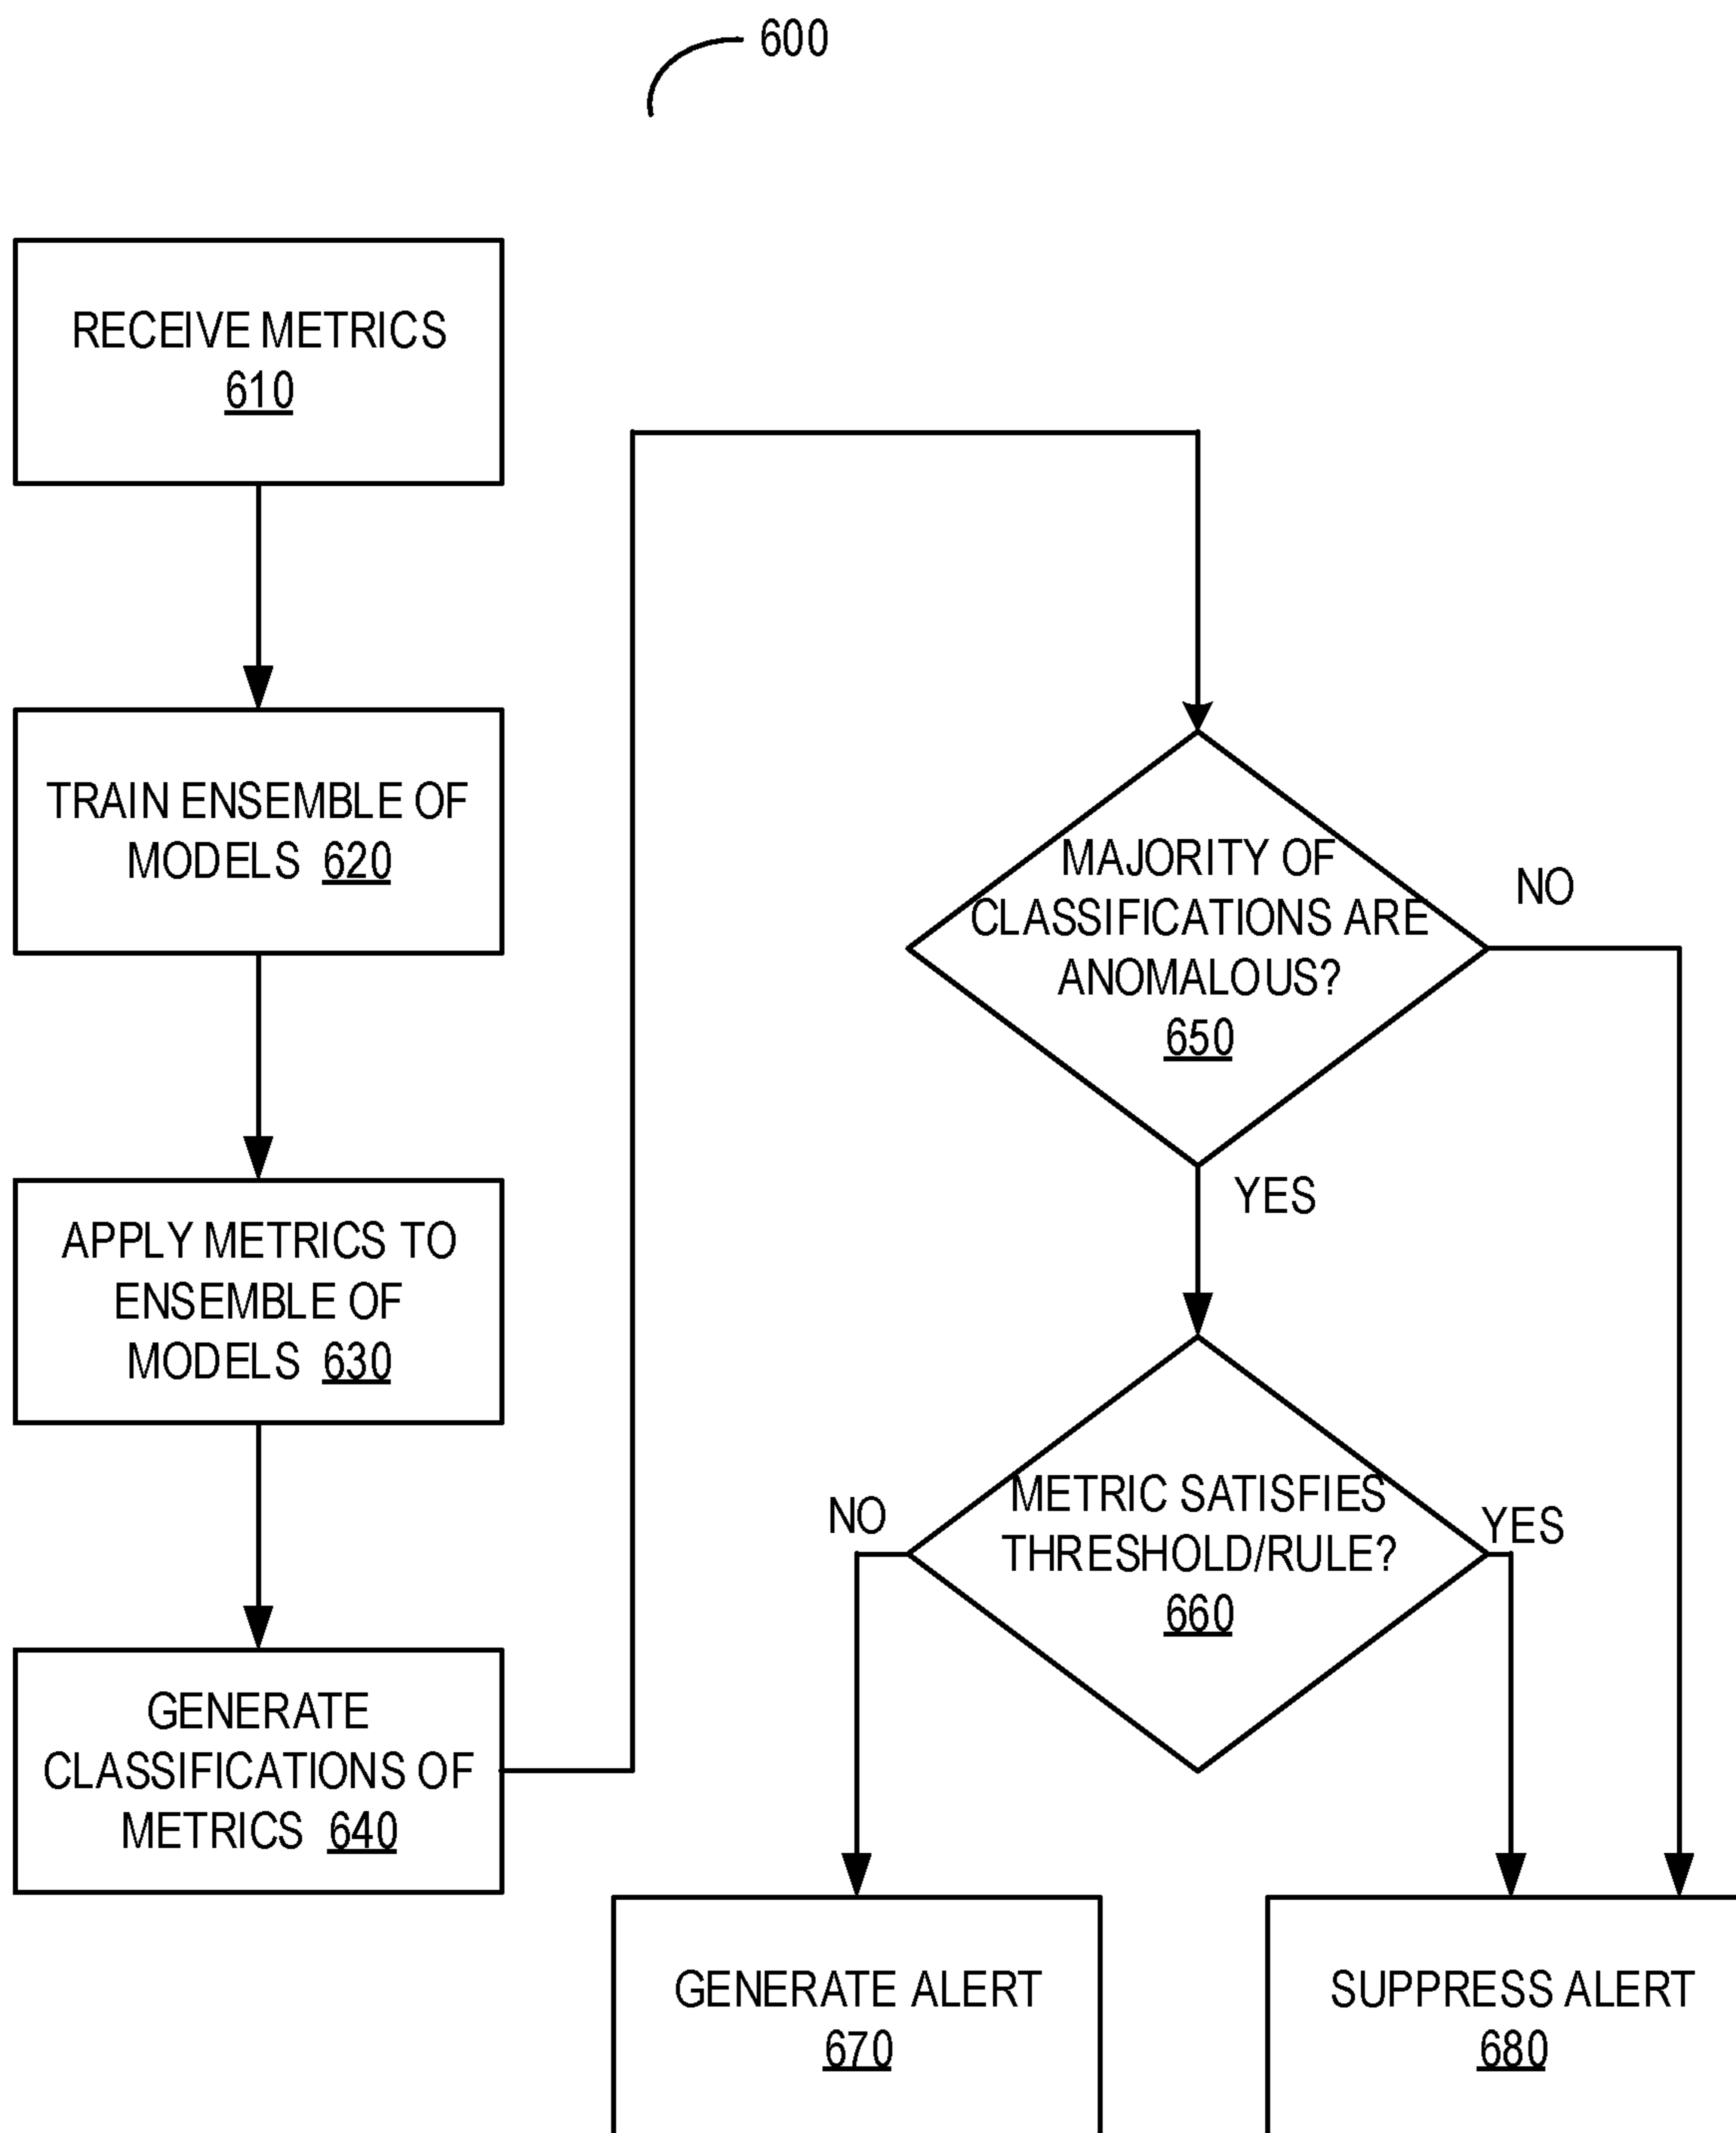 600
RECEIVE METRICS
610
TRAIN ENSEMBLE OF
MODELS 620
APPLY METRICS TO
ENSEMBLE OF
MODELS 630
GENERATE
CLASSIFICATIONS OF
METRICS 640
MAJORITY OF
CLASSIFICATIONS ARE
ANOMALOUS?
650
NO
YES
METRIC SATISFIES
THRESHOLD/RULE?
660
NO
YES
GENERATE ALERT
670
SUPPRESS ALERT
680